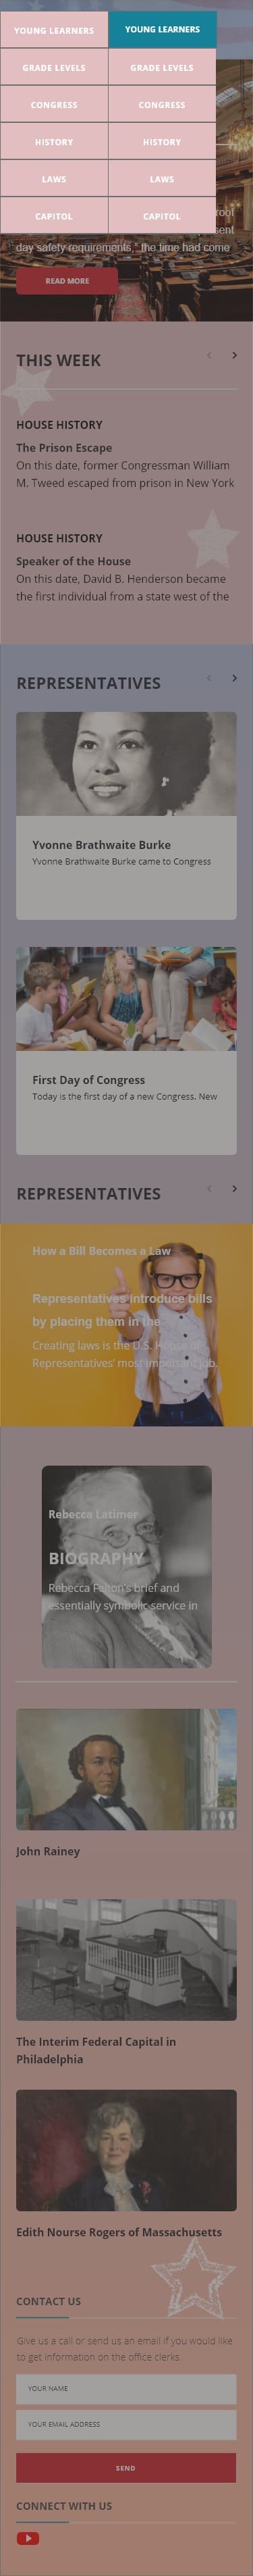 YOUNG LEARNERS YOUNG LEARNERS
GRADE LEVELS GRADE LEVELS
CONGRESS CONGRESS
HISTORY HISTORY
LAWS LAWS
CAPITOL CAPITOL
day safety requirements," the time had come
READ MORE
THIS WEEK
HOUSE HISTORY
The Prison Escape
On this date, former Congressman William
M. Tweed escaped from prison in New York
HOUSE HISTORY
Speaker of the House
On this date, David B. Henderson became
the first individual from a state west of the
REPRESENTATIVES
Yvonne Brathwaite Burke
Yvonne Brathwaite Burke came to Congress
First Day of Congress
Today is the first day of a new Congress. New
REPRESENTATIVES
How a Bill Becomes a Law
Representatives introduce bills
by placing them in the
Creating laws is the U.S. House of
Representatives' most important job.
Rebecca Latimer
BIOGRAPHY
Rebecca Felton's brief and
essentially symbolic service in
John Rainey
The Interim Federal Capital in
Philadelphia
Edith Nourse Rogers of Massachusetts
CONTACT US
Give us a call or send us an email if you would like
to get information on the office clerks.
YOUR NAME
YOUR EMAIL ADDRESS
SEND
CONNECT WITH US